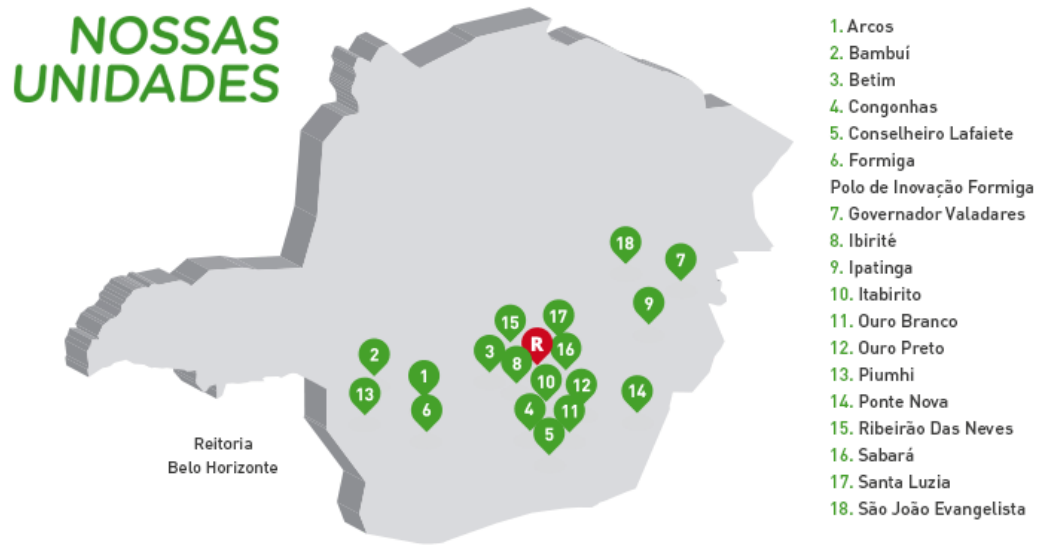 NOSSAS
UNIDADES
1. Arcos
2. Bambuí
3. Betim
4. Congonhas
5. Conselheiro Lafaiete
6. Formiga
Polo de Inovação Formiga
7. Governador Valadares
8. Ibirité
9. Ipatinga
10. Itabirito
11. Ouro Branco
12. Ouro Preto
13. Piumhi
14. Ponte Nova
15. Ribeirão Das Neves
16. Sabará
17. Santa Luzia
18. São João Evangelista
18
7
9
17
15
R
16
3
2
8
1
10
12
13
14
6
4
11
5
Reitoria
Belo Horizonte